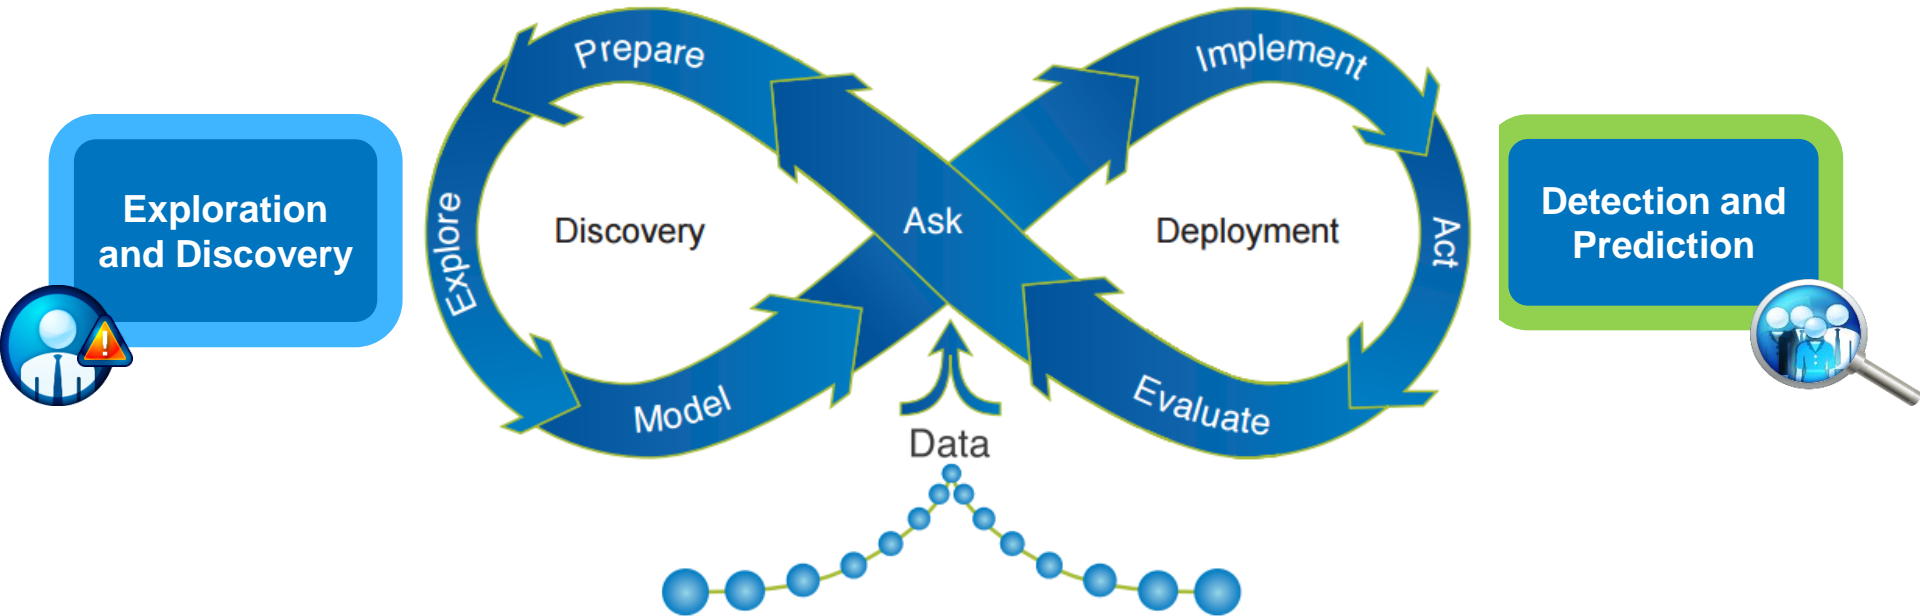 Prepare
Implement
Exploration
and Discovery
Explore
Discovery
Ask
Deployment
Act
Detection and
Prediction
Model
Evaluate
Data